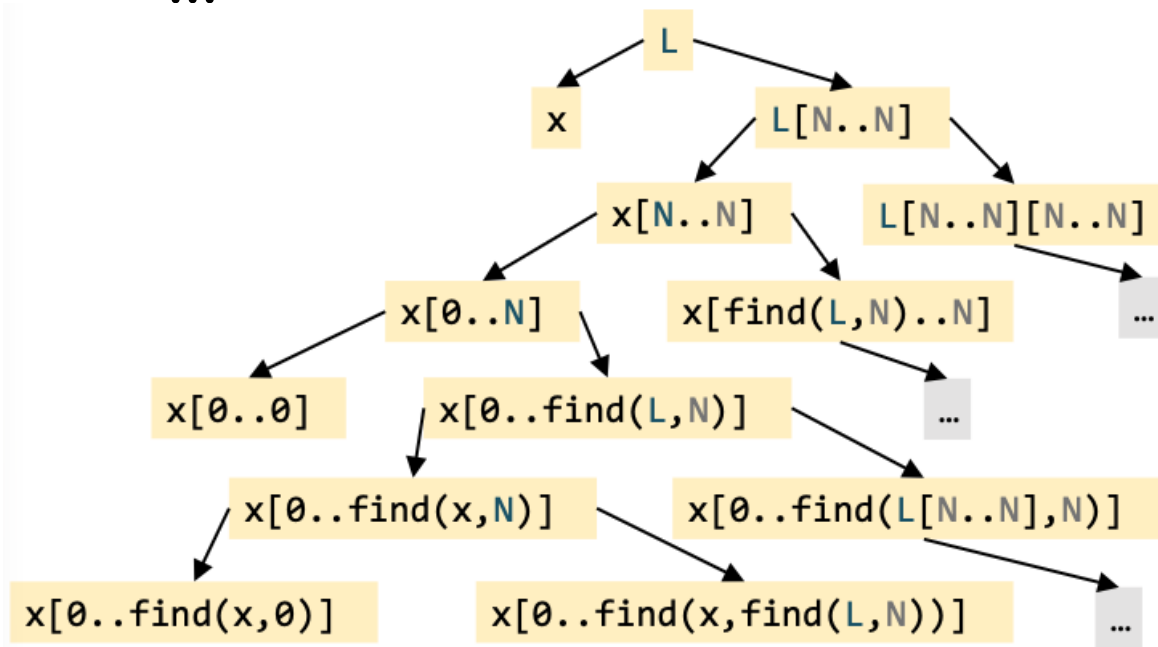 ...
L
x
L[N..N]
x[N..N]
L[N..N][N..N]
x[0..N]
x[find(L,N)..N]
...
x[0..0]
x[0..find(L,N)]
...
x[0..find(x,N)]
x[0..find(L[N..N],N)]
x[0..find(x,0)]
x[0..find(x,find(L,N))]
...